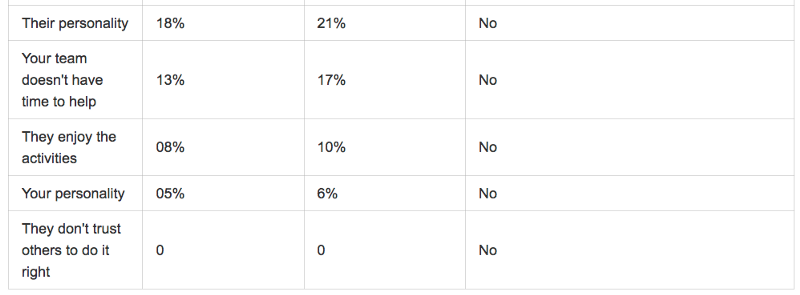 Their personality 18% 21% No
Your team
doesn't have 13% 17% No
time to help
They enjoy the
activities 08% 10% No
Your personality 05% 6% No
They don't trust
others to do it 0 0 No
right